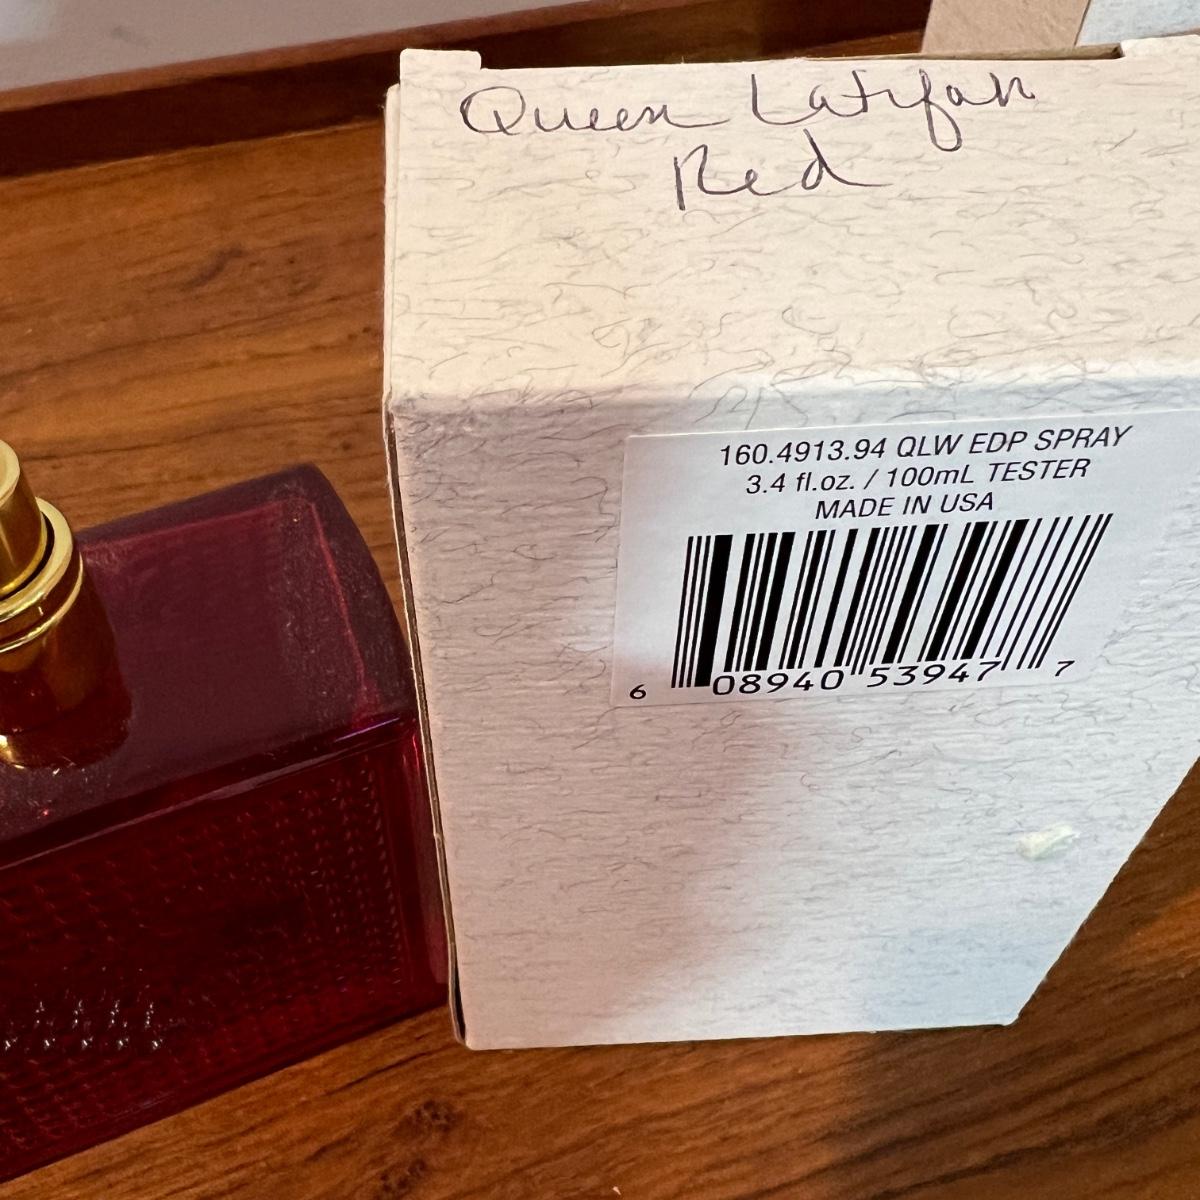 Queen Latifah
Red
160.4913.94 QLW EDP SPRAY
3.4 fl.oz. / 100mL TESTER
MADE IN USA
6 08940 53947 7